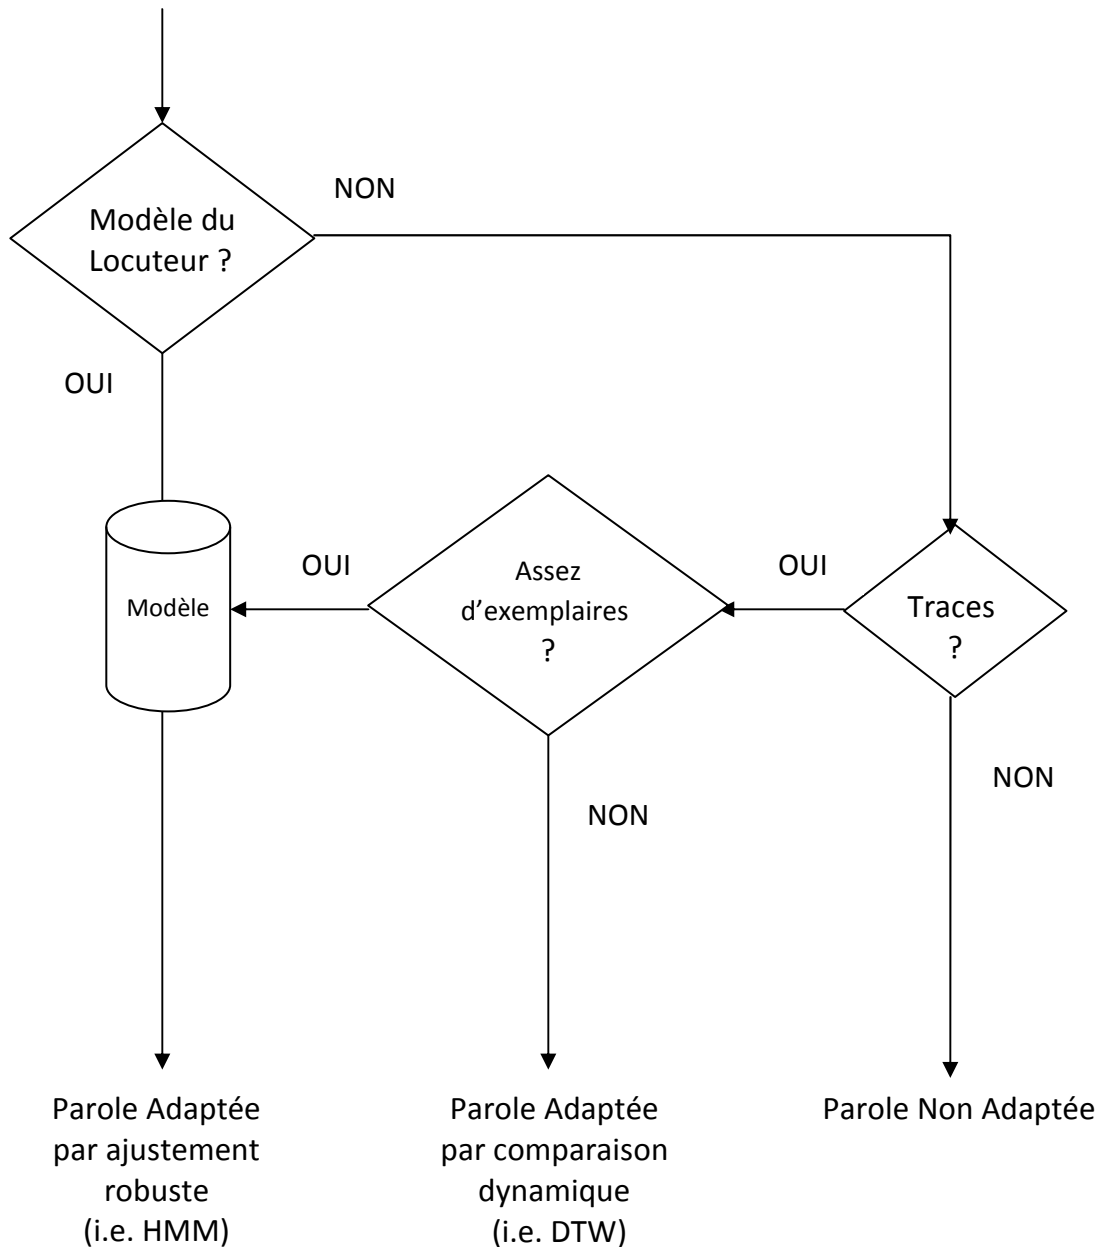 NON
Modèle du
Locuteur ?
OUI
OUI
OUI
Assez
d’exemplaires
?
Modèle
Traces
?
NON
NON
Parole Adaptée
par ajustement
robuste
(i.e. HMM)
Parole Adaptée
par comparaison
dynamique
(i.e. DTW)
Parole Non Adaptée